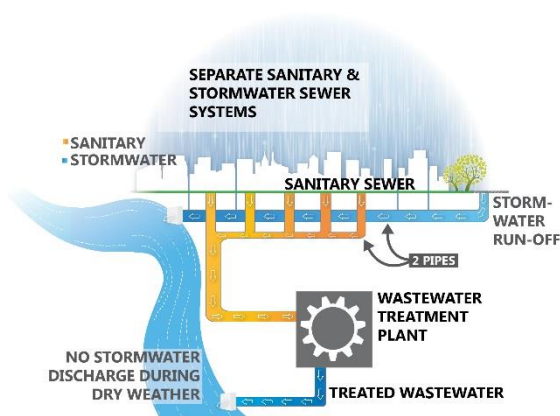 SEPARATE SANITARY &
STORMWATER SEWER
SYSTEMS
SANITARY
STORMWATER
SANITARY SEWER
STORM-
WATER
RUN-OFF
2 PIPES
WASTEWATER
TREATMENT
PLANT
NO STORMWATER
DISCHARGE DURING
DRY WEATHER
TREATED WASTEWATER